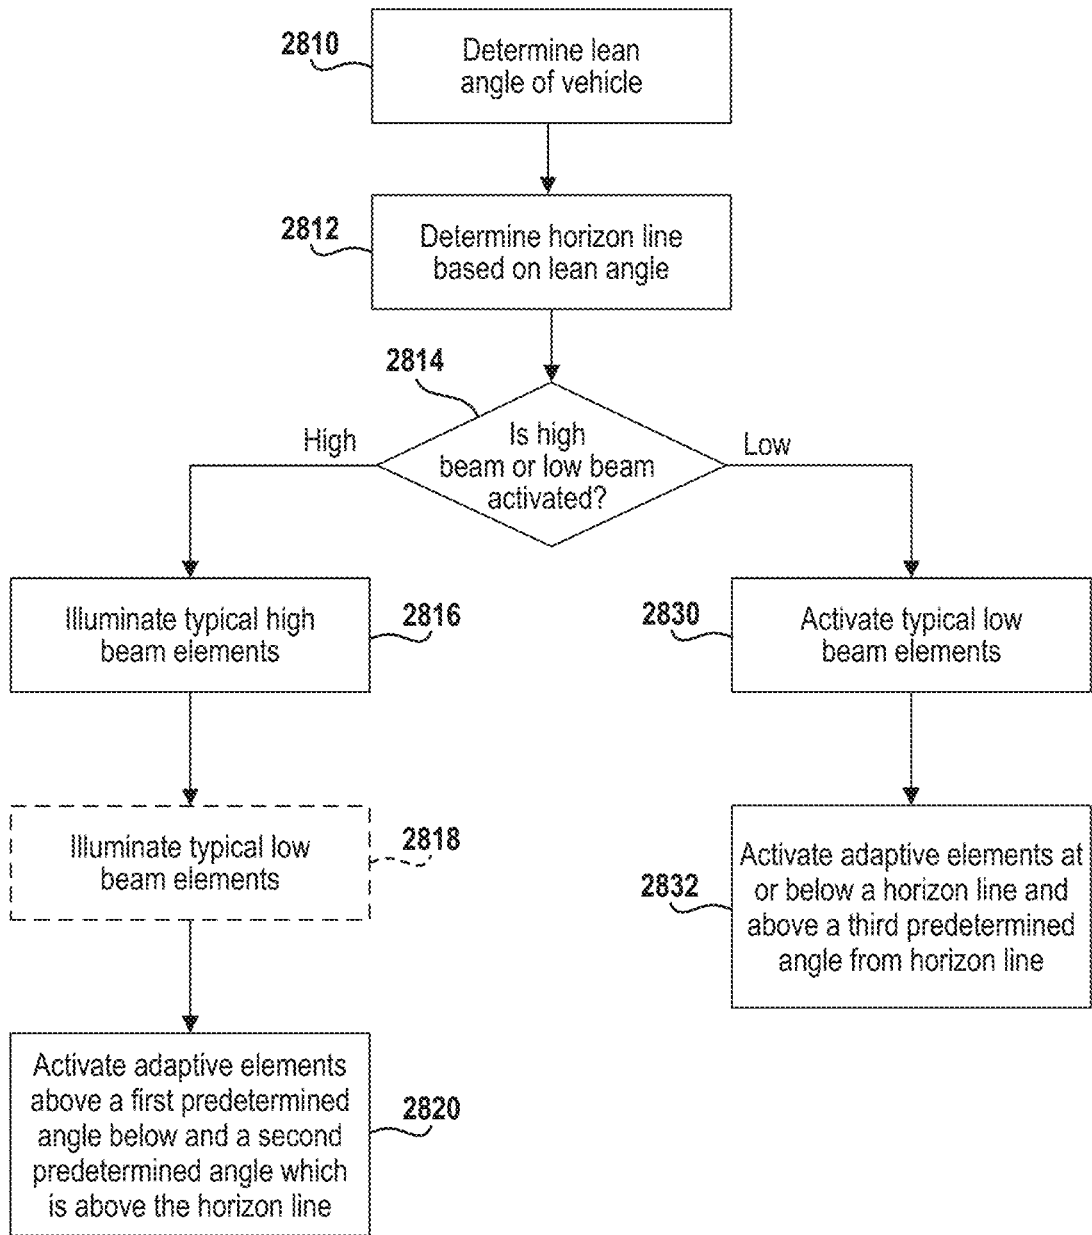 2810
Determine lean
angle of vehicle
2812
Determine horizon line
based on lean angle
2814
Is high
beam or low beam
activated?
High
Low
Illuminate typical high
beam elements
2816
2830
Activate typical low
beam elements
Illuminate typical low
beam elements
2818
2832
Activate adaptive elements at
or below a horizon line and
above a third predetermined
angle from horizon line
Activate adaptive elements
above a first predetermined
angle below and a second
predetermined angle which
is above the horizon line
2820